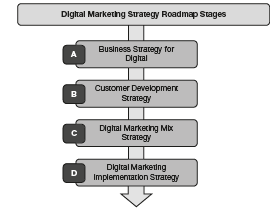 Digital Marketing Strategy Roadmap Stages
A
Business Strategy for
Digital
B
Customer Development
Strategy
C
Digital Marketing Mix
Strategy
D
Digital Marketing
Implementation Strategy